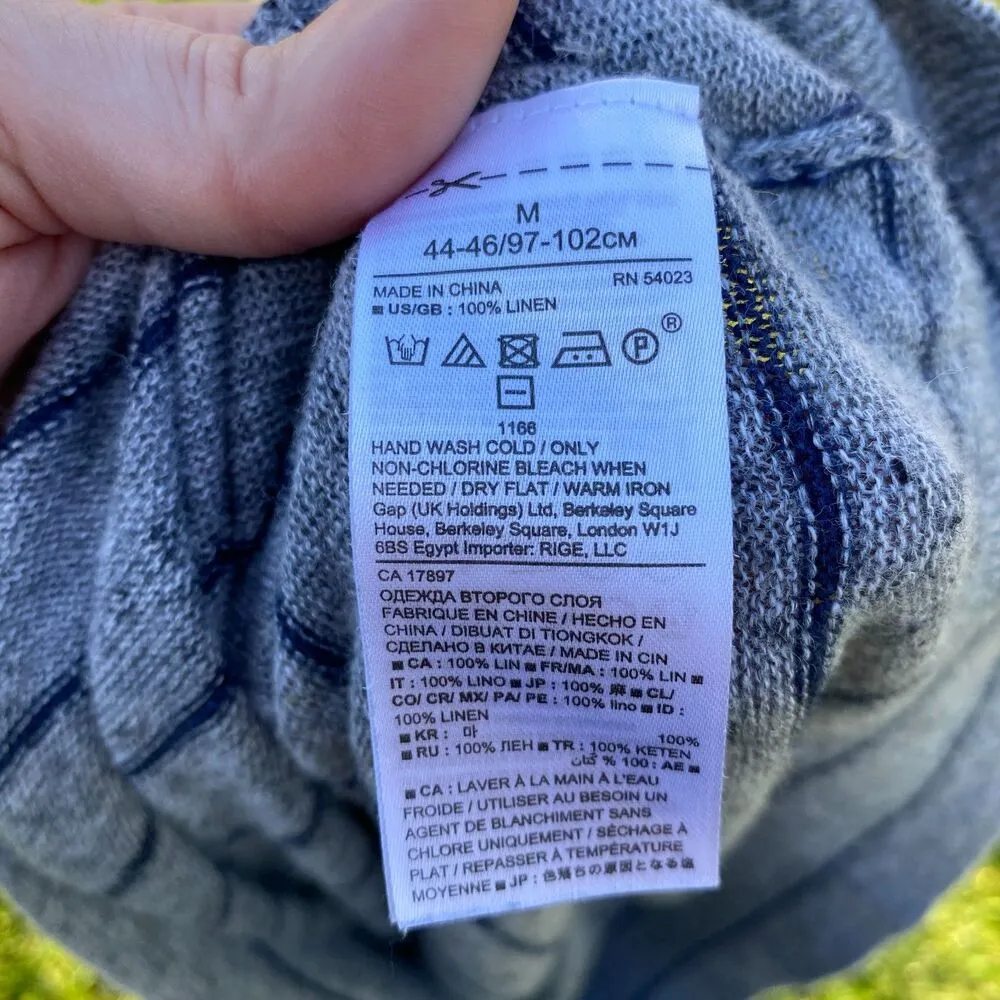 M
44-46/97-102CM
MADE IN CHINA RN 54023
US/GB : 100% LINEN
P ®
1166
HAND WASH COLD / ONLY
NON-CHLORINE BLEACH WHEN
NEEDED / DRY FLAT / WARM IRON
Gap (UK Holdings) Ltd, Berkeley Square
House, Berkeley Square, London W1J
6BS Egypt Importer: RIGE, LLC
CA 17897
ОДЕЖДА ВТОРОГО СЛОЯ
FABRIQUE EN CHINE / HECHO EN
CHINA / DIBUAT DI TIONGKOK /
СДЕЛАНО В КИТАЕ / MADE IN CIN
CA : 100% LIN FR/MA : 100% LIN
IT : 100% LINO JP : 100% 麻 CL/
CO/ CR/ MX/ PA/ PE : 100% lino ID :
100% LINEN
KR : 마 100%
RU : 100% ЛЕН TR : 100% KETEN
AE : 100 % كتان
CA : LAVER À LA MAIN À L'EAU
FROIDE / UTILISER AU BESOIN UN
AGENT DE BLANCHIMENT SANS
CHLORE UNIQUEMENT / SÉCHAGE À
PLAT / REPASSER À TEMPÉRATURE
MOYENNE JP : 色落ちの原因となる塩